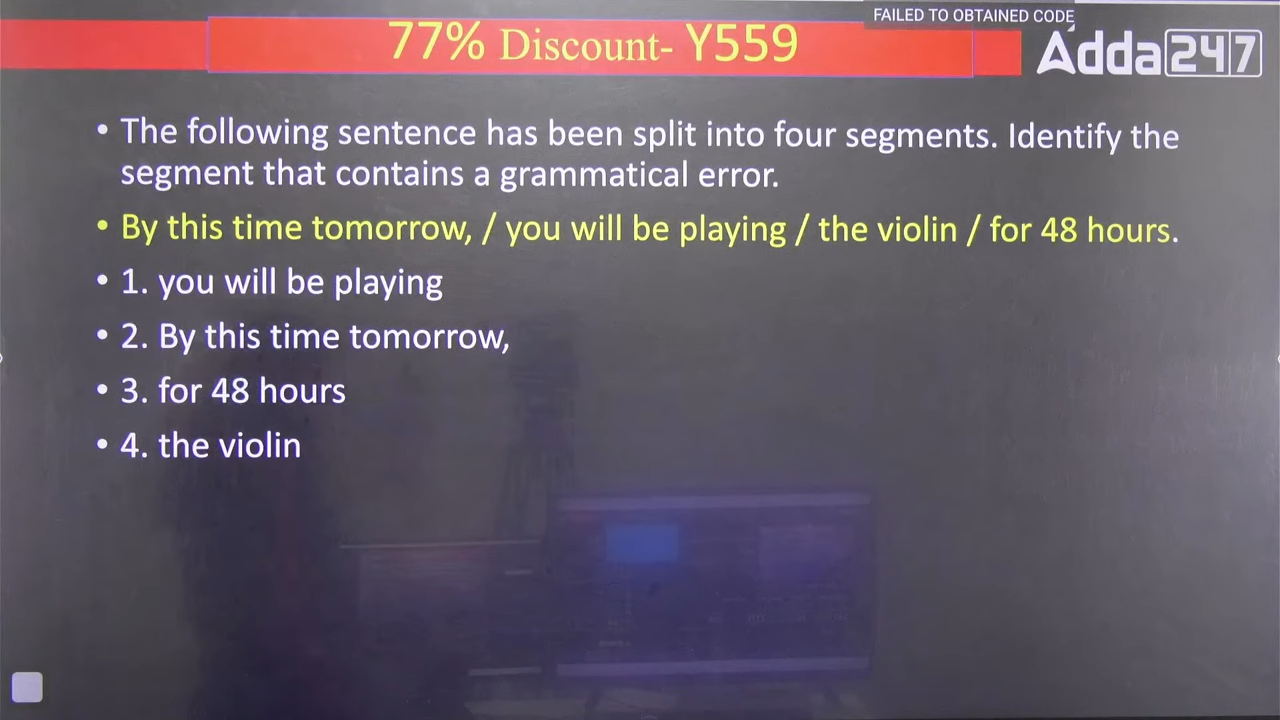 FAILED TO OBTAINED CODE
77% Discount- Y559
Adda247
• The following sentence has been split into four segments. Identify the
segment that contains a grammatical error.
• By this time tomorrow, / you will be playing / the violin / for 48 hours.
• 1. you will be playing
• 2. By this time tomorrow,
• 3. for 48 hours
• 4. the violin